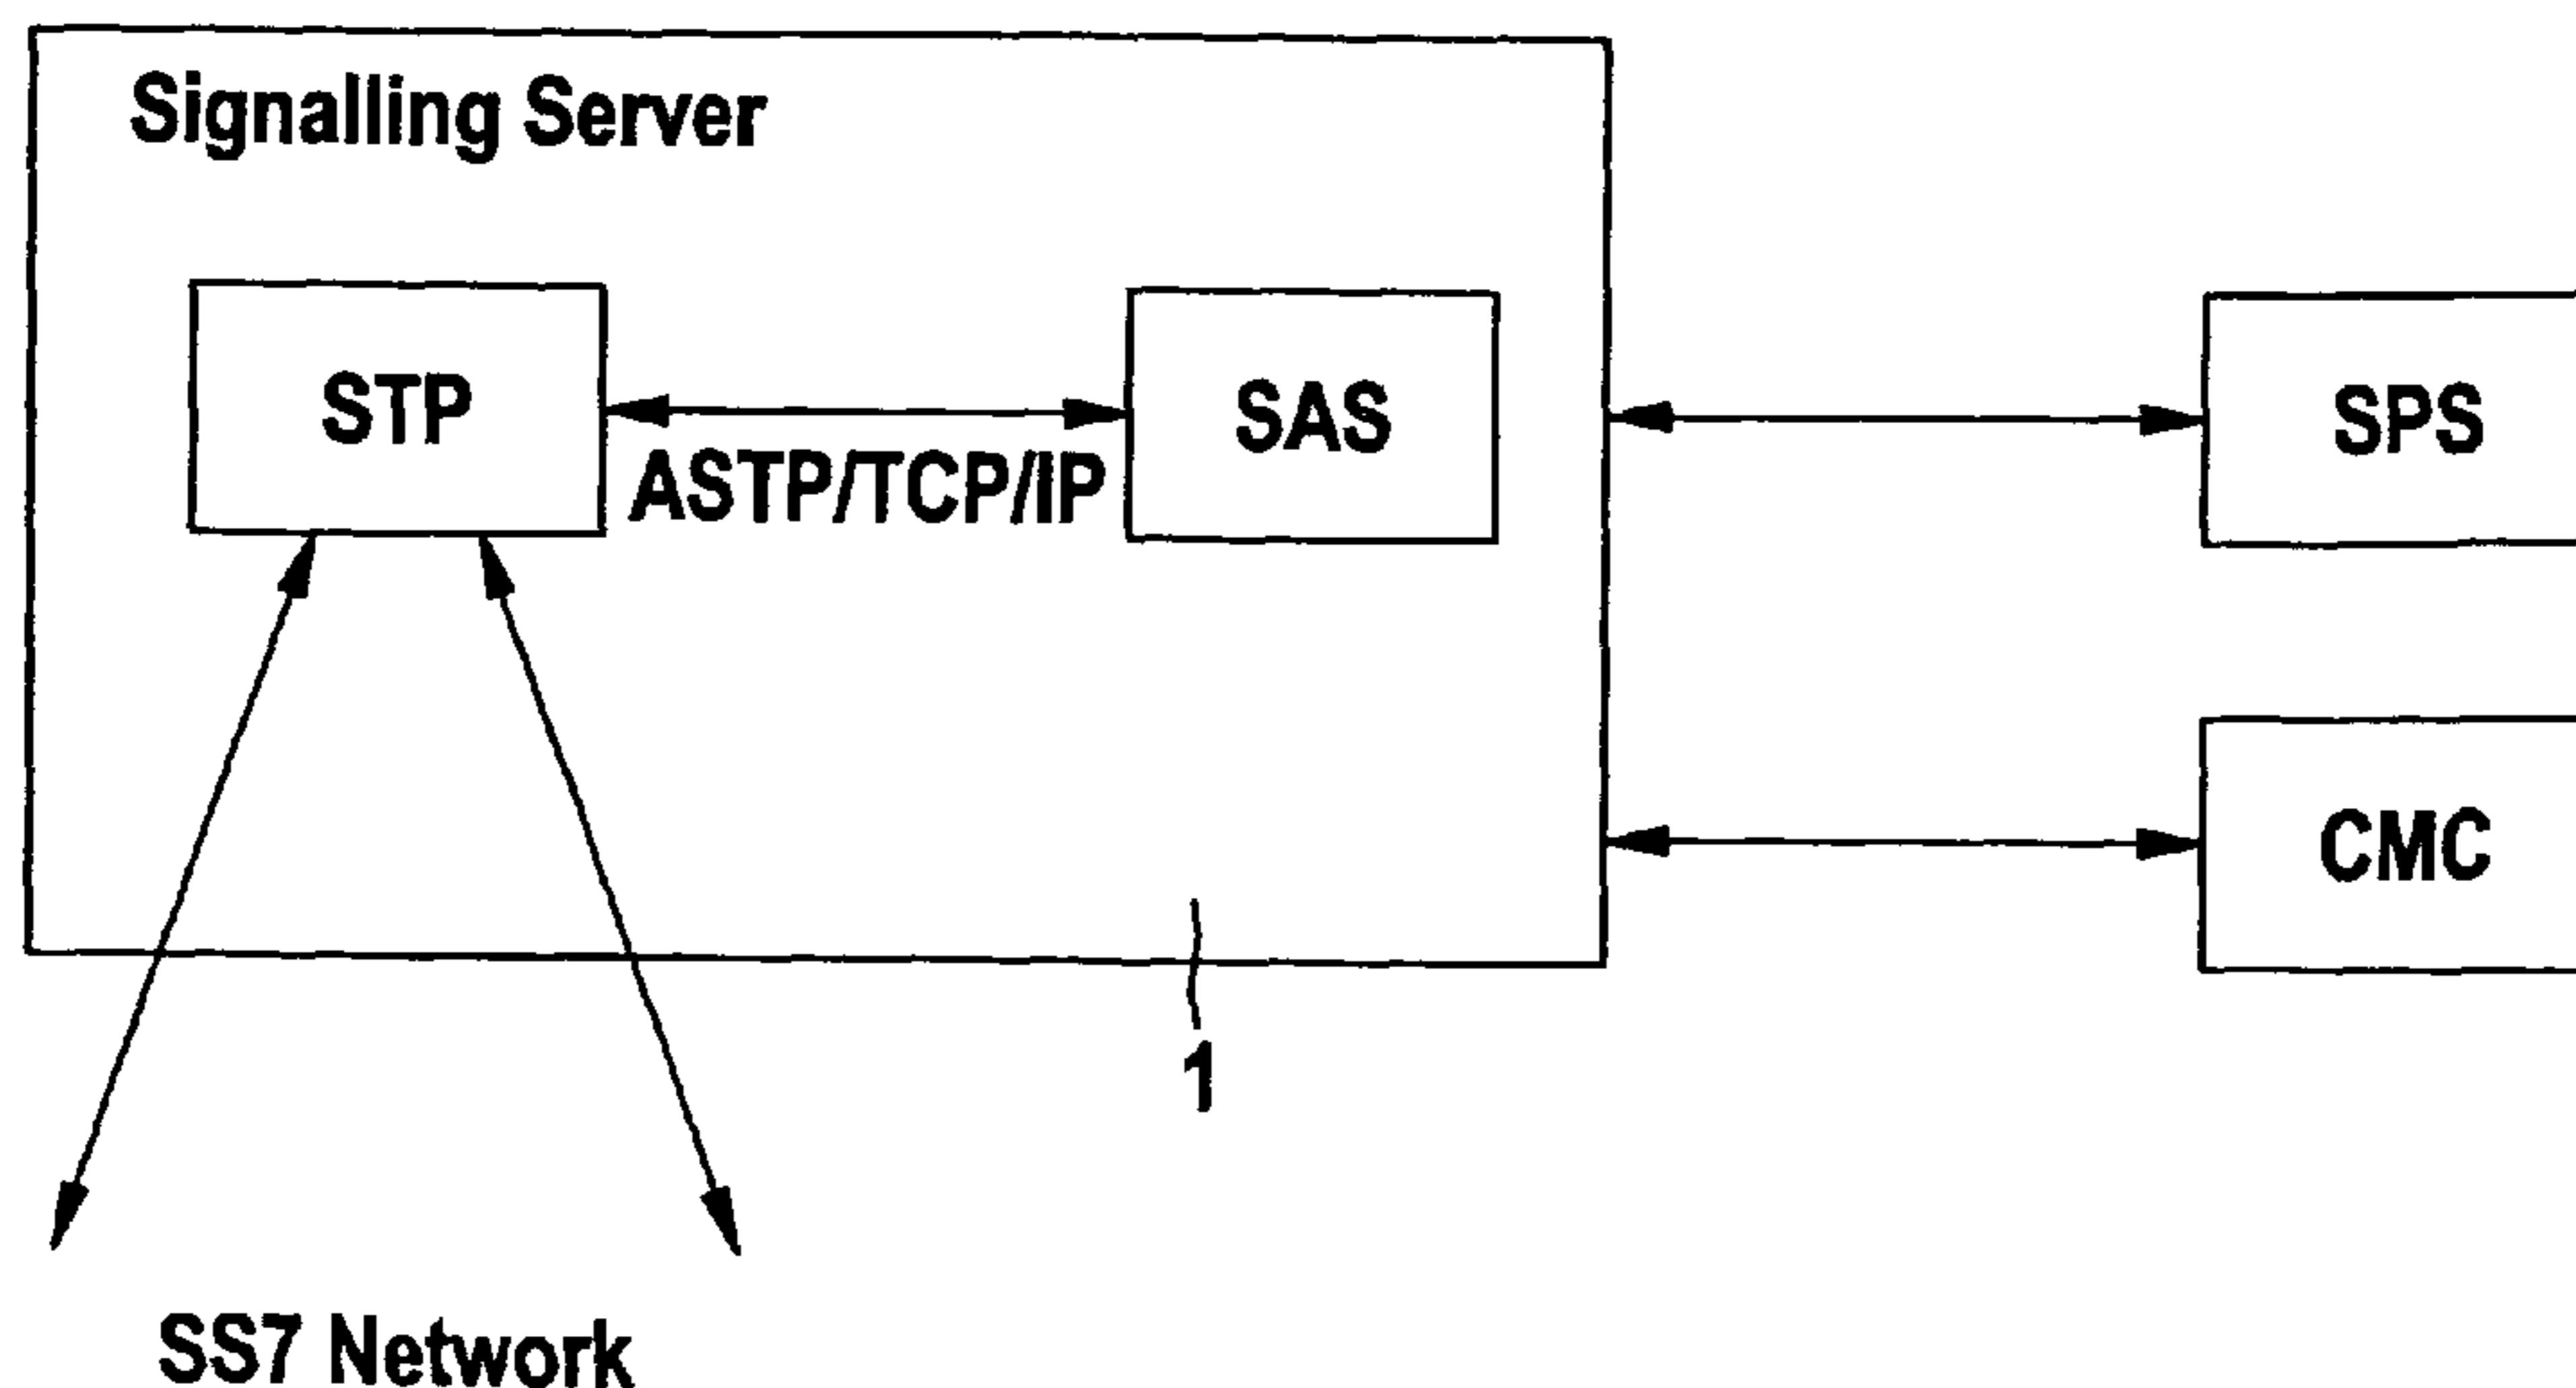 Signalling Server
STP
SAS
SPS
ASTP/TCP/IP
CMC
1
SS7 Network